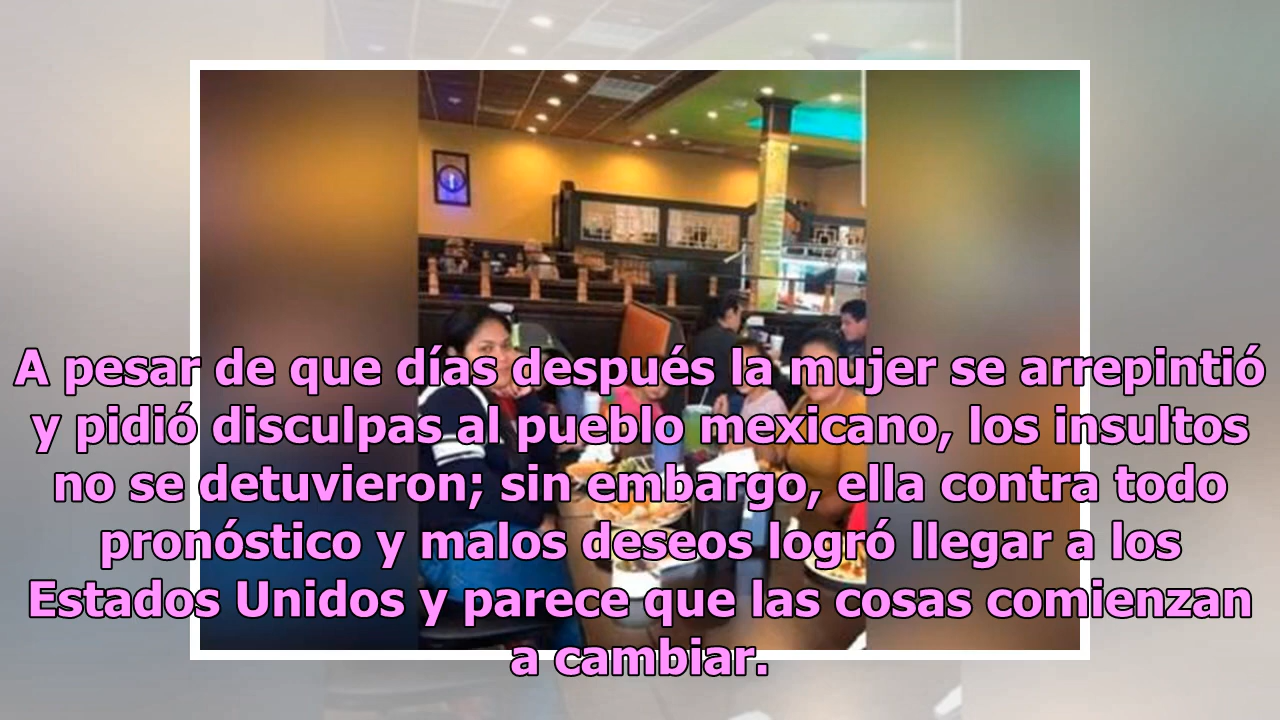 A pesar de que días después la mujer se arrepintió
y pidió disculpas al pueblo mexicano, los insultos
no se detuvieron; sin embargo, ella contra todo
pronóstico y malos deseos logró llegar a los
Estados Unidos y parece que las cosas comienzan
a cambiar.